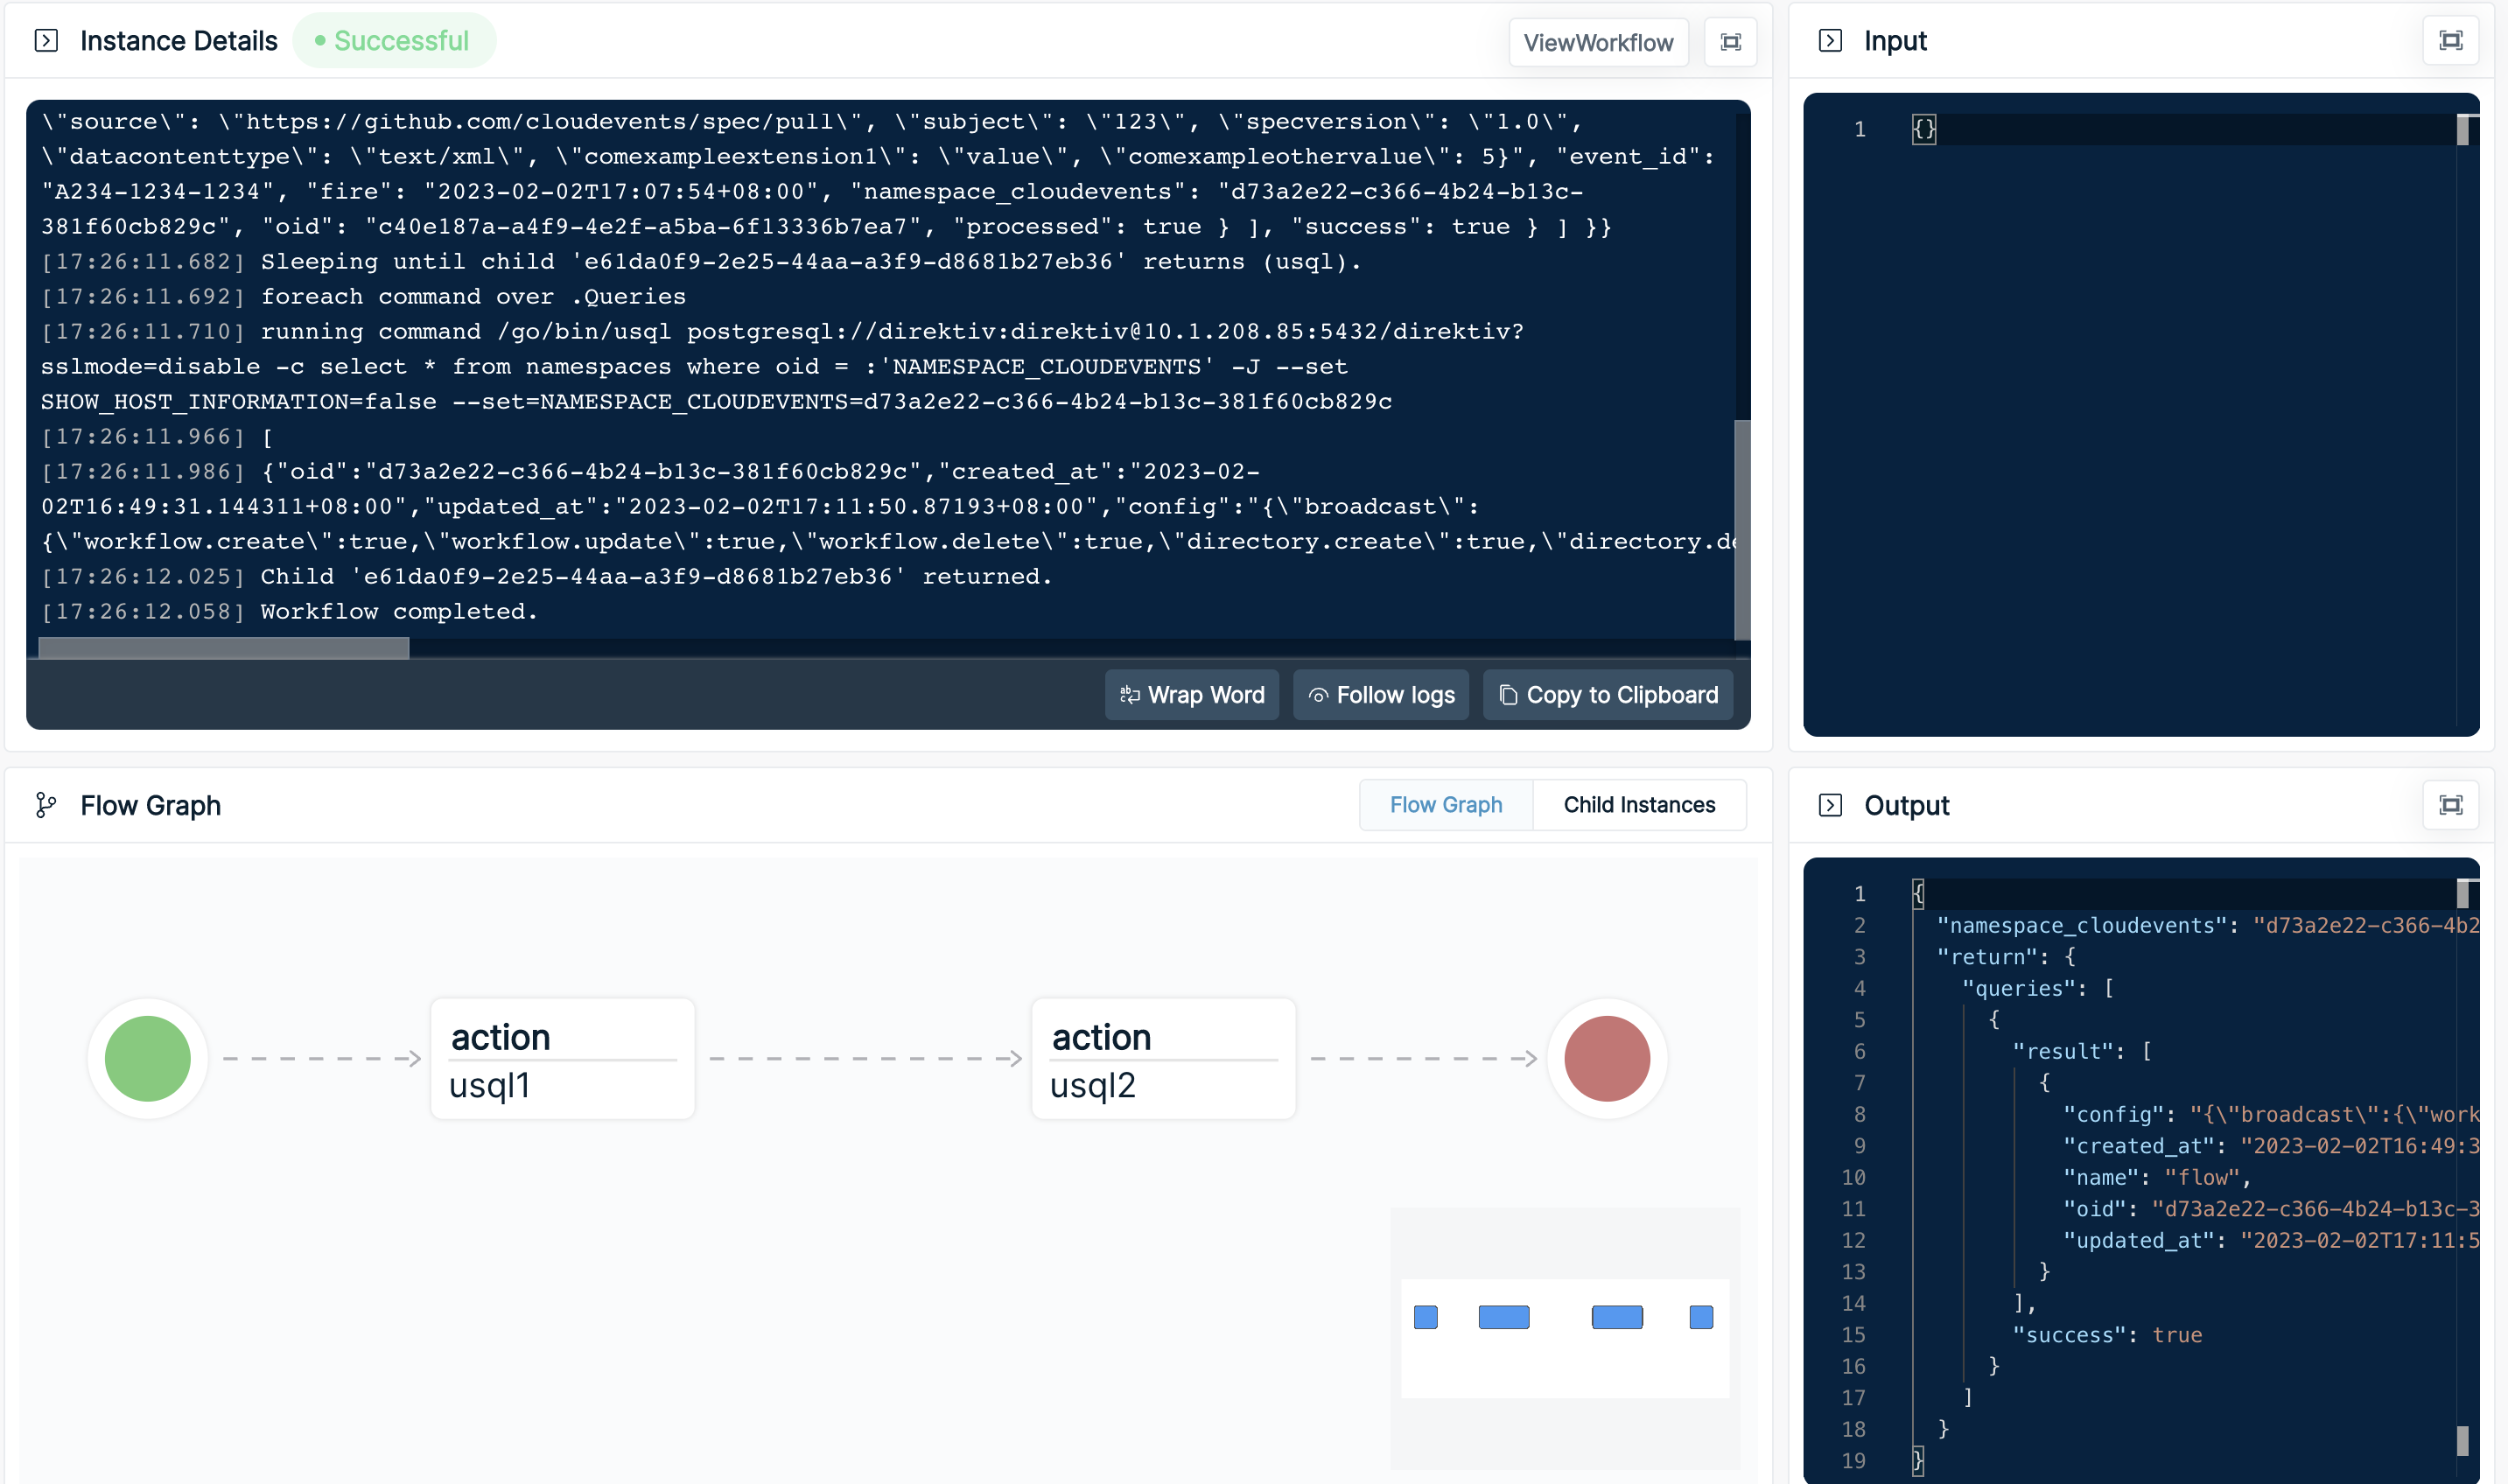 Instance Details
Successful
ViewWorkflow
\"source\": \"https://github.com/cloudevents/spec/pull\", \"subject\": \"123\", \"specversion\": \"1.0\",
\"datacontenttype\": \"text/xml\", \"comexampleextension1\": \"value\", \"comexampleothervalue\": 5}", "event_id":
"A234-1234-1234", "fire": "2023-02-02T17:07:54+08:00", "namespace_cloudevents": "d73a2e22-c366-4b24-b13c-
381f60cb829c", "oid": "c40e187a-a4f9-4e2f-a5ba-6f13336b7ea7", "processed": true } ], "success": true } ] }}
[17:26:11.682] Sleeping until child 'e61da0f9-2e25-44aa-a3f9-d8681b27eb36' returns (usql).
[17:26:11.692] foreach command over .Queries
[17:26:11.710] running command /go/bin/usql postgresql://direktiv:direktiv@10.1.208.85:5432/direktiv?
sslmode=disable -c select * from namespaces where oid = :'NAMESPACE_CLOUDEVENTS' -J --set
SHOW_HOST_INFORMATION=false --set=NAMESPACE_CLOUDEVENTS=d73a2e22-c366-4b24-b13c-381f60cb829c
[17:26:11.966] [
[17:26:11.986] {"oid":"d73a2e22-c366-4b24-b13c-381f60cb829c","created_at":"2023-02-
02T16:49:31.144311+08:00","updated_at":"2023-02-02T17:11:50.87193+08:00","config":"{\"broadcast\":
{\"workflow.create\":true,\"workflow.update\":true,\"workflow.delete\":true,\"directory.create\":true,\"directory.de
[17:26:12.025] Child 'e61da0f9-2e25-44aa-a3f9-d8681b27eb36' returned.
[17:26:12.058] Workflow completed.
Wrap Word
Follow logs
Copy to Clipboard
Input
1 {}
Flow Graph
Flow Graph
Child Instances
action
usql1
action
usql2
Output
1 {
2 "namespace_cloudevents": "d73a2e22-c366-4b2
3 "return": {
4 "queries": [
5 {
6 "result": [
7 {
8 "config": "{\"broadcast\":{\"work
9 "created_at": "2023-02-02T16:49:3
10 "name": "flow",
11 "oid": "d73a2e22-c366-4b24-b13c-3
12 "updated_at": "2023-02-02T17:11:5
13 }
14 ],
15 "success": true
16 }
17 ]
18 }
19 }